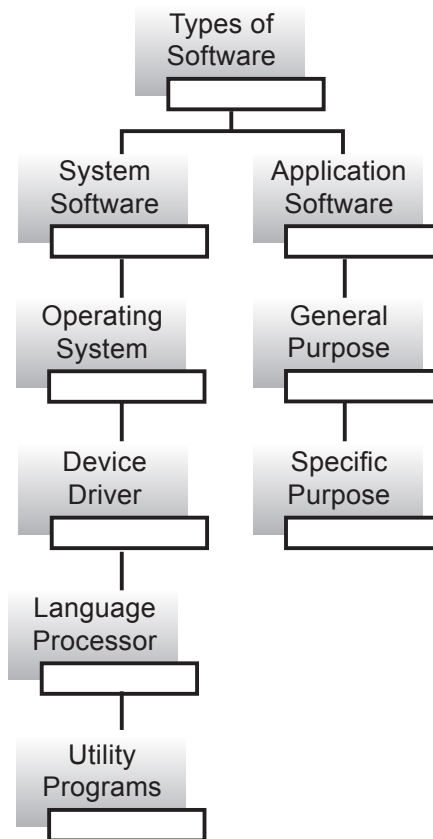 Types of
Software
System
Software
Application
Software
Operating
System
General
Purpose
Device
Driver
Specific
Purpose
Language
Processor
Utility
Programs